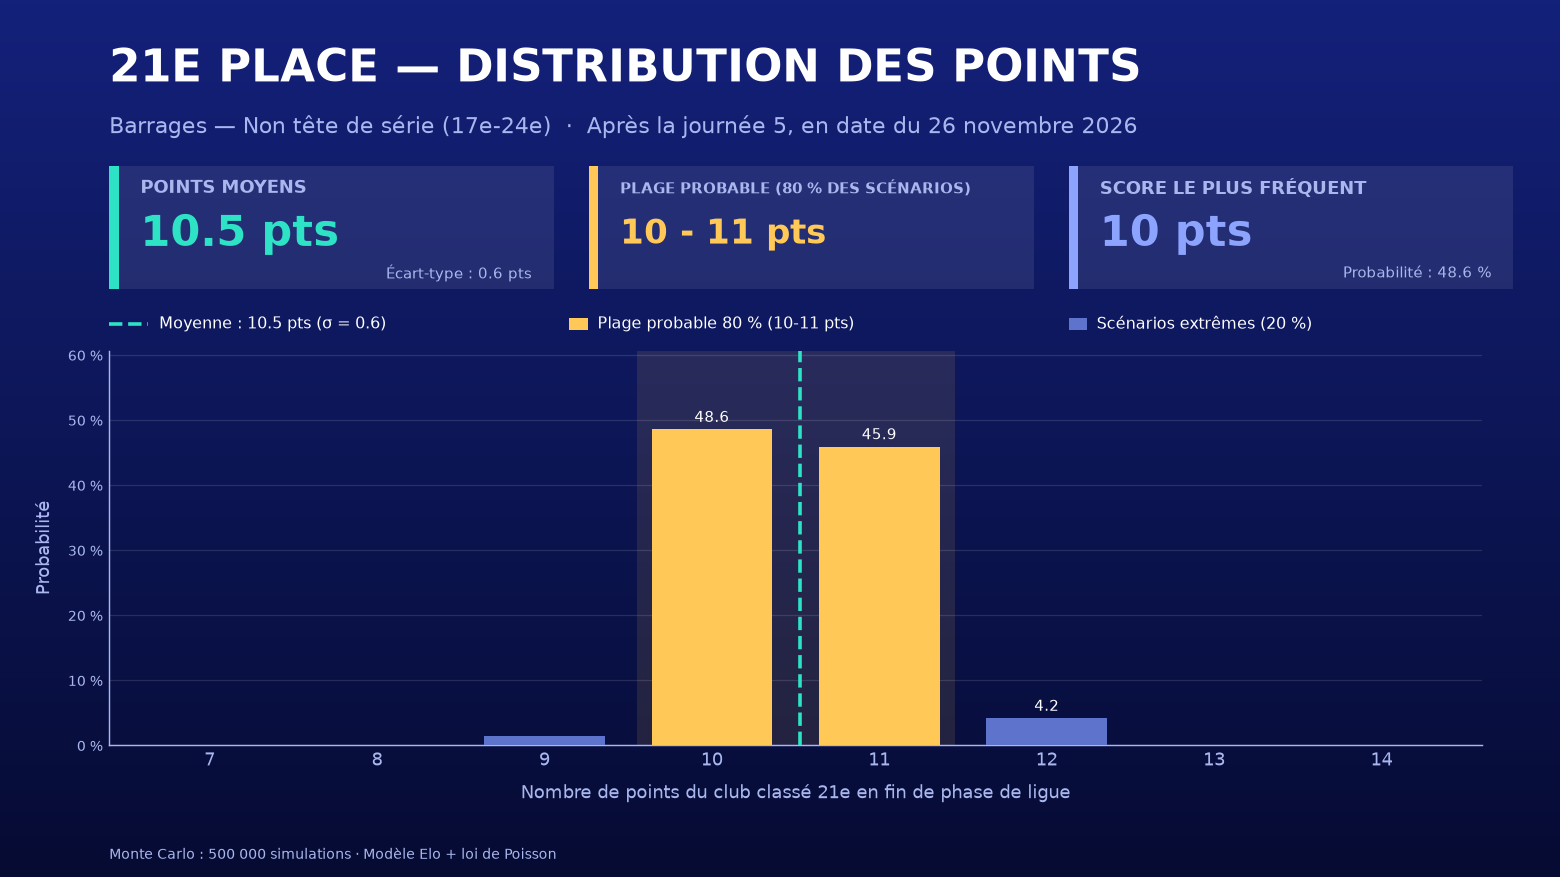 21E PLACE — DISTRIBUTION DES POINTS
Barrages — Non tête de série (17e-24e) · Après la journée 5, en date du 26 novembre 2026
POINTS MOYENS
10.5 pts
Écart-type : 0.6 pts
PLAGE PROBABLE (80 % DES SCÉNARIOS)
10 - 11 pts
SCORE LE PLUS FRÉQUENT
10 pts
Probabilité : 48.6 %
Moyenne : 10.5 pts (σ = 0.6)
Plage probable 80 % (10-11 pts)
Scénarios extrêmes (20 %)
Probabilité
60 %
50 %
40 %
30 %
20 %
10 %
0 %
48.6
45.9
4.2
7 8 9 10 11 12 13 14
Nombre de points du club classé 21e en fin de phase de ligue
Monte Carlo : 500 000 simulations · Modèle Elo + loi de Poisson